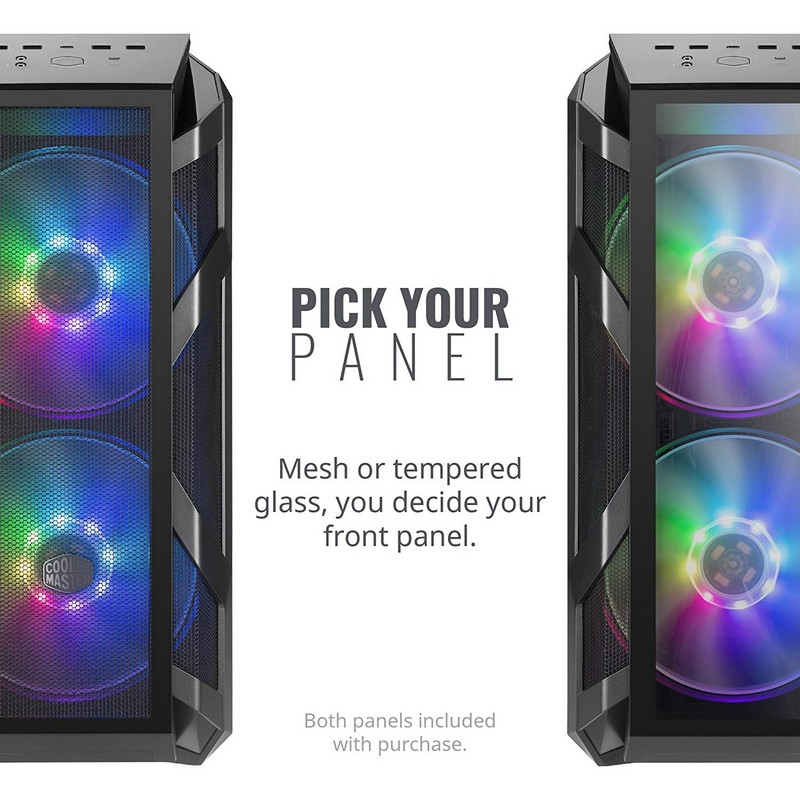 PICK YOUR
PANEL
Mesh or tempered
glass, you decide your
front panel.
COOLER
MASTER
Both panels included
with purchase.